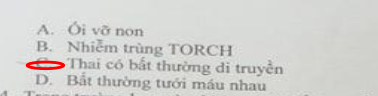 A. Ối vỡ non
B. Nhiễm trùng TORCH
C. Thai có bất thường di truyền
D. Bất thường tưới máu nhau